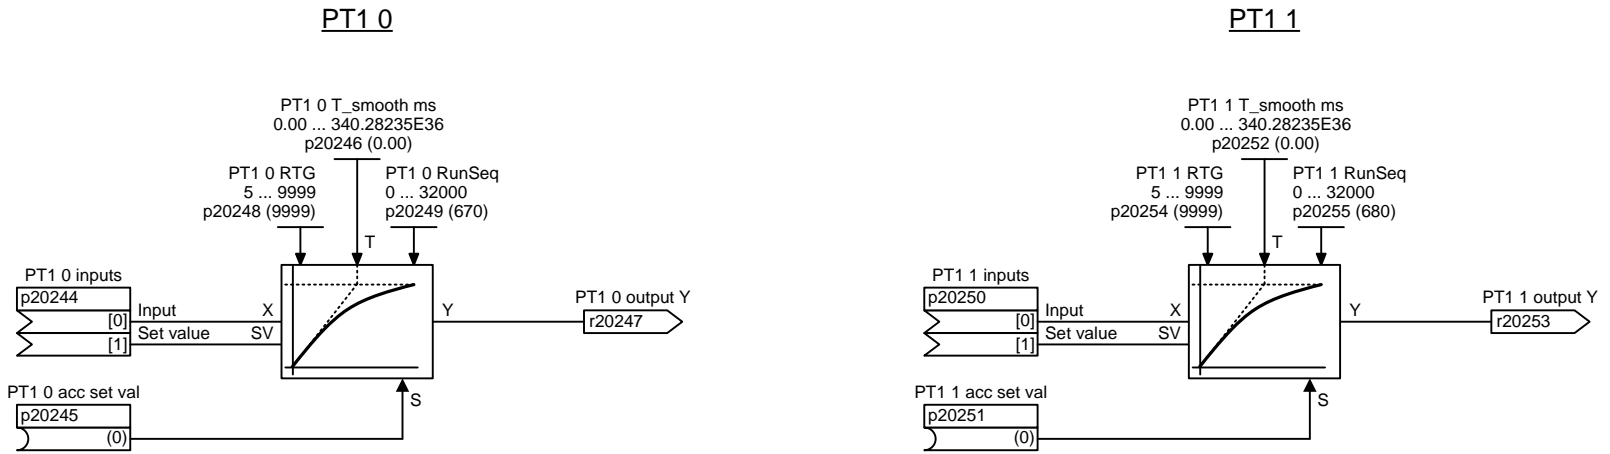 PT1 0
PT1 0 T_smooth ms
0.00 ... 340.28235E36
p20246 (0.00)
PT1 0 RTG
5 ... 9999
p20248 (9999)
PT1 0 RunSeq
0 ... 32000
p20249 (670)
T
PT1 0 inputs
p20244
[0]
Input
X
[1]
Set value
SV
Y
PT1 0 output Y
r20247
PT1 0 acc set val
p20245
(0)
S
PT1 1
PT1 1 T_smooth ms
0.00 ... 340.28235E36
p20252 (0.00)
PT1 1 RTG
5 ... 9999
p20254 (9999)
PT1 1 RunSeq
0 ... 32000
p20255 (680)
T
PT1 1 inputs
p20250
[0]
Input
X
[1]
Set value
SV
Y
PT1 1 output Y
r20253
PT1 1 acc set val
p20251
(0)
S